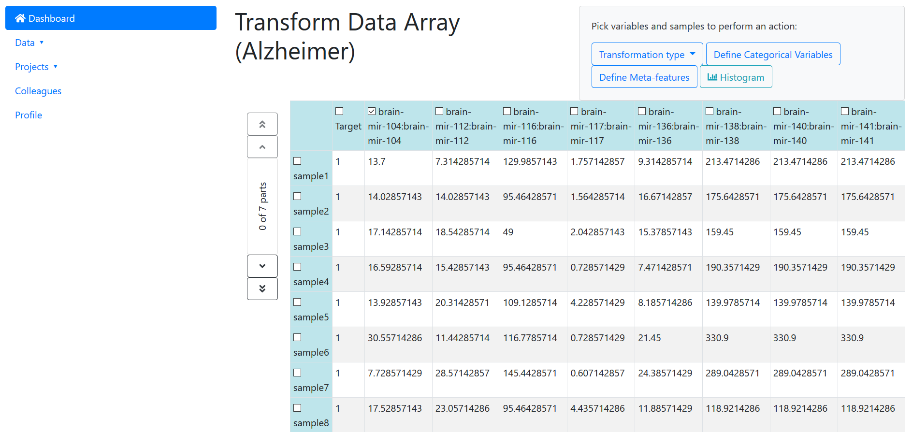 Dashboard
Data
Projects
Colleagues
Profile
Transform Data Array
(Alzheimer)
Pick variables and samples to perform an action:
Transformation type Define Categorical Variables
Define Meta-features Histogram
0 of 7 parts
Target brain-mir-104:brain-mir-104 brain-mir-112:brain-mir-112 brain-mir-116:brain-mir-116 brain-mir-117:brain-mir-117 brain-mir-136:brain-mir-136 brain-mir-138:brain-mir-138 brain-mir-140:brain-mir-140 brain-mir-141:brain-mir-141
sample1 1 13.7 7.314285714 129.9857143 1.757142857 9.314285714 213.4714286 213.4714286 213.4714286
sample2 1 14.02857143 14.02857143 95.46428571 1.564285714 16.67142857 175.6428571 175.6428571 175.6428571
sample3 1 17.14285714 18.54285714 49 2.042857143 15.37857143 159.45 159.45 159.45
sample4 1 16.59285714 15.42857143 95.46428571 0.728571429 7.471428571 190.3571429 190.3571429 190.3571429
sample5 1 13.92857143 20.31428571 109.1285714 4.228571429 8.185714286 139.9785714 139.9785714 139.9785714
sample6 1 30.55714286 11.44285714 116.7785714 0.728571429 21.45 330.9 330.9 330.9
sample7 1 7.728571429 28.57142857 145.4428571 0.607142857 24.38571429 289.0428571 289.0428571 289.0428571
sample8 1 17.52857143 23.05714286 95.46428571 4.435714286 11.88571429 118.9214286 118.9214286 118.9214286